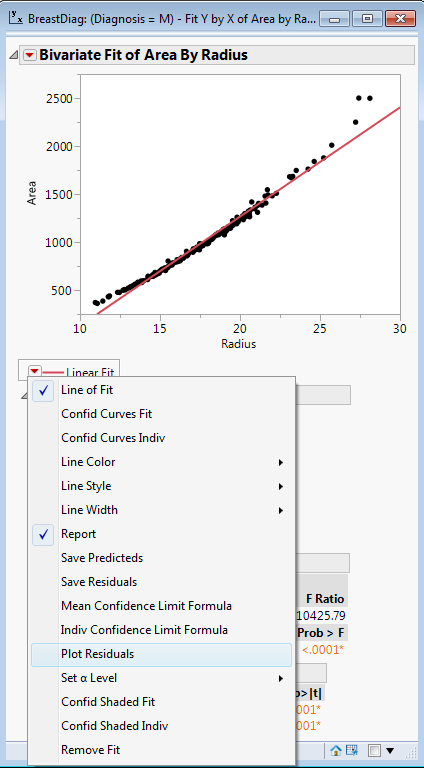 BreastDiag: (Diagnosis = M) - Fit Y by X of Area by Ra...
Bivariate Fit of Area By Radius
2500
2000
1500
1000
500
Area
10 15 20 25 30
Radius
Linear Fit
Line of Fit
Confid Curves Fit
Confid Curves Indiv
Line Color
Line Style
Line Width
Report
Save Predicteds
Save Residuals
Mean Confidence Limit Formula
F Ratio
Indiv Confidence Limit Formula
10425.79
Prob > F
Plot Residuals
<.0001*
Set α Level
b>|t|
Confid Shaded Fit
001*
Confid Shaded Indiv
001*
Remove Fit